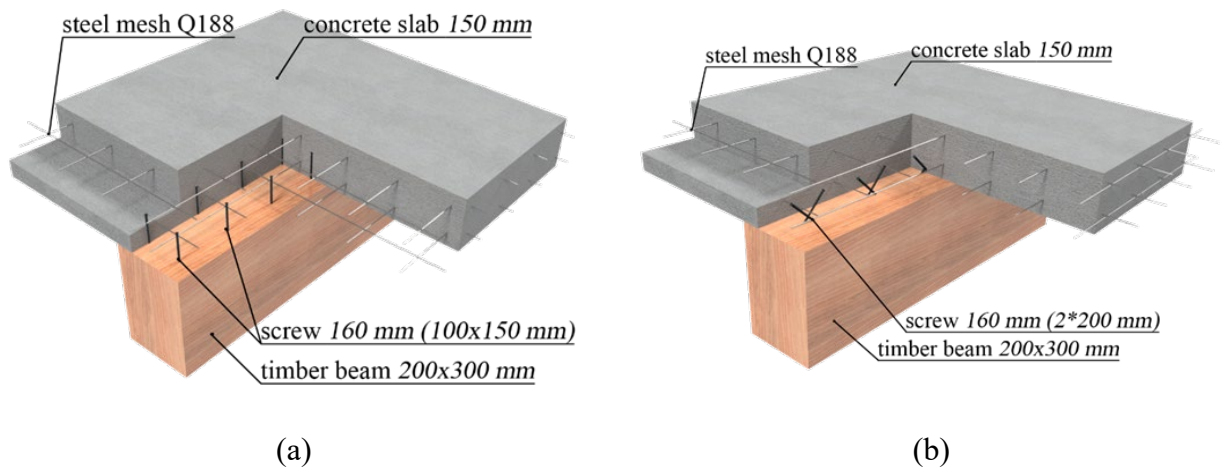 steel mesh Q188
concrete slab 150 mm
screw 160 mm (100x150 mm)
timber beam 200x300 mm
(a)
steel mesh Q188
concrete slab 150 mm
screw 160 mm (2*200 mm)
timber beam 200x300 mm
(b)